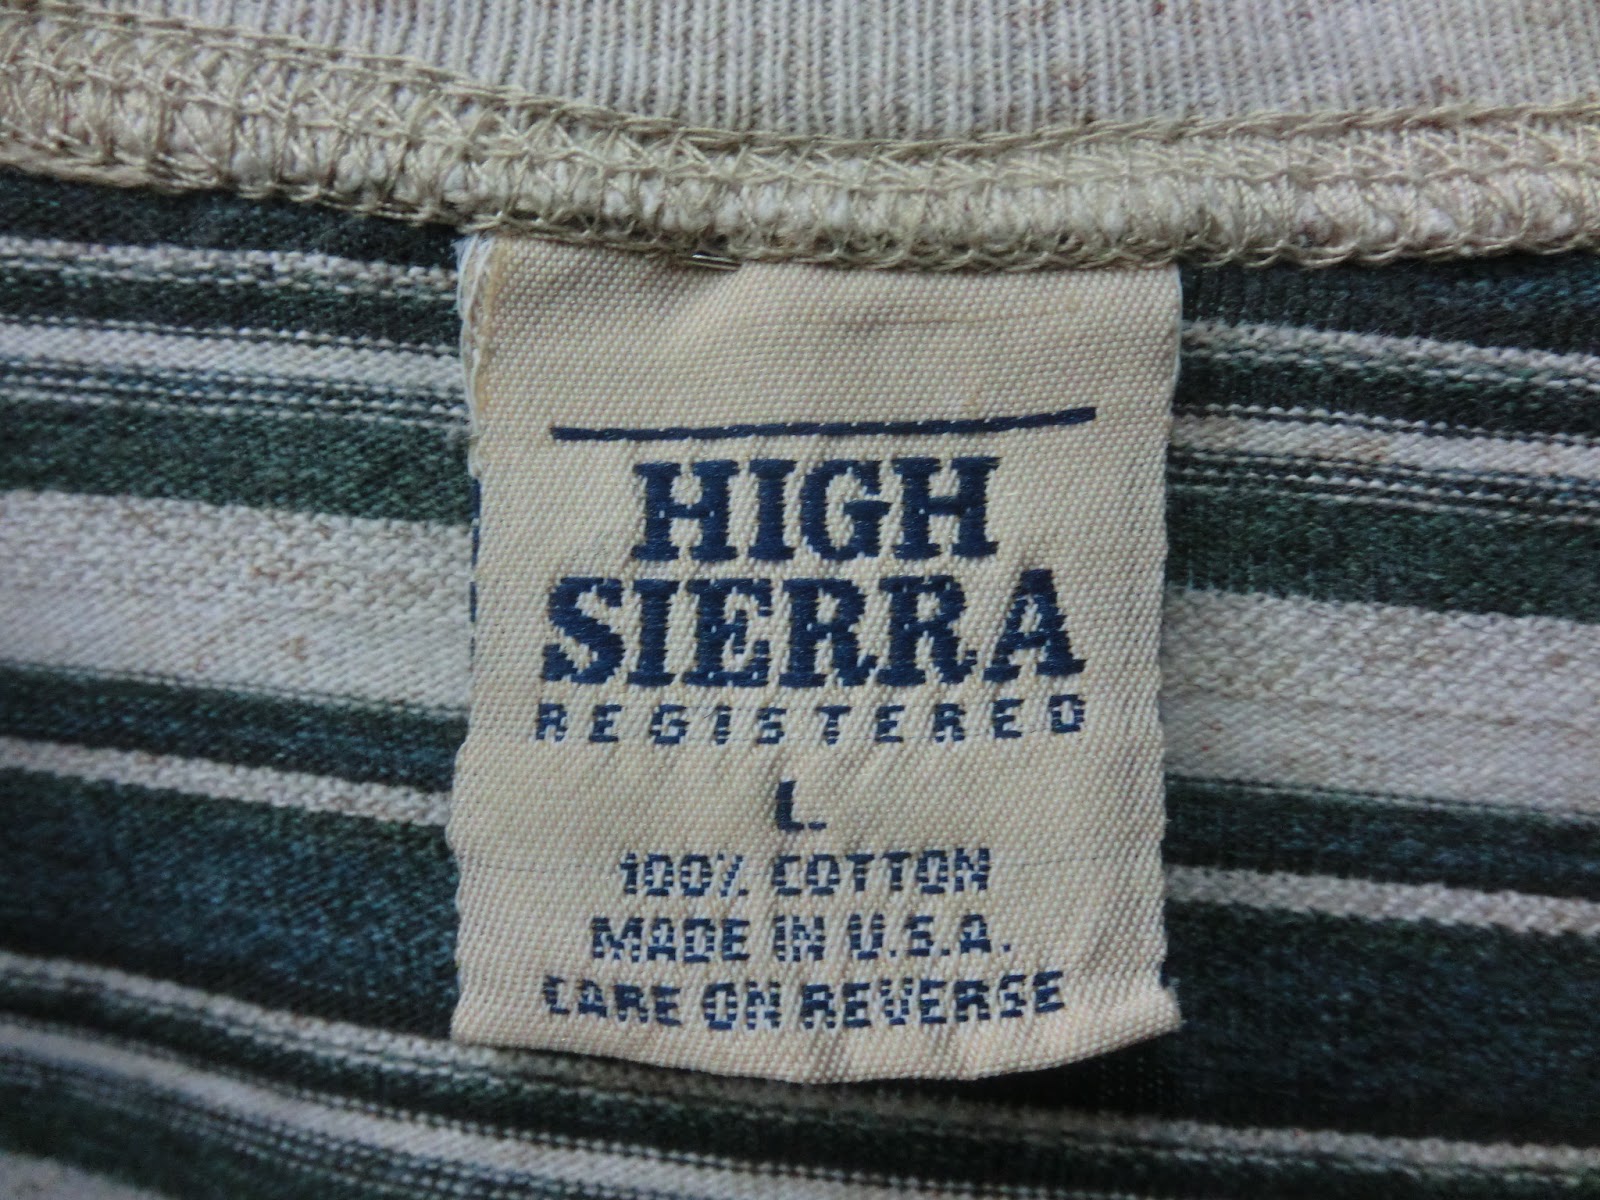 HIGH
SIERRA
REGISTERED
L
100% COTTON
MADE IN U.S.A.
CARE ON REVERSE